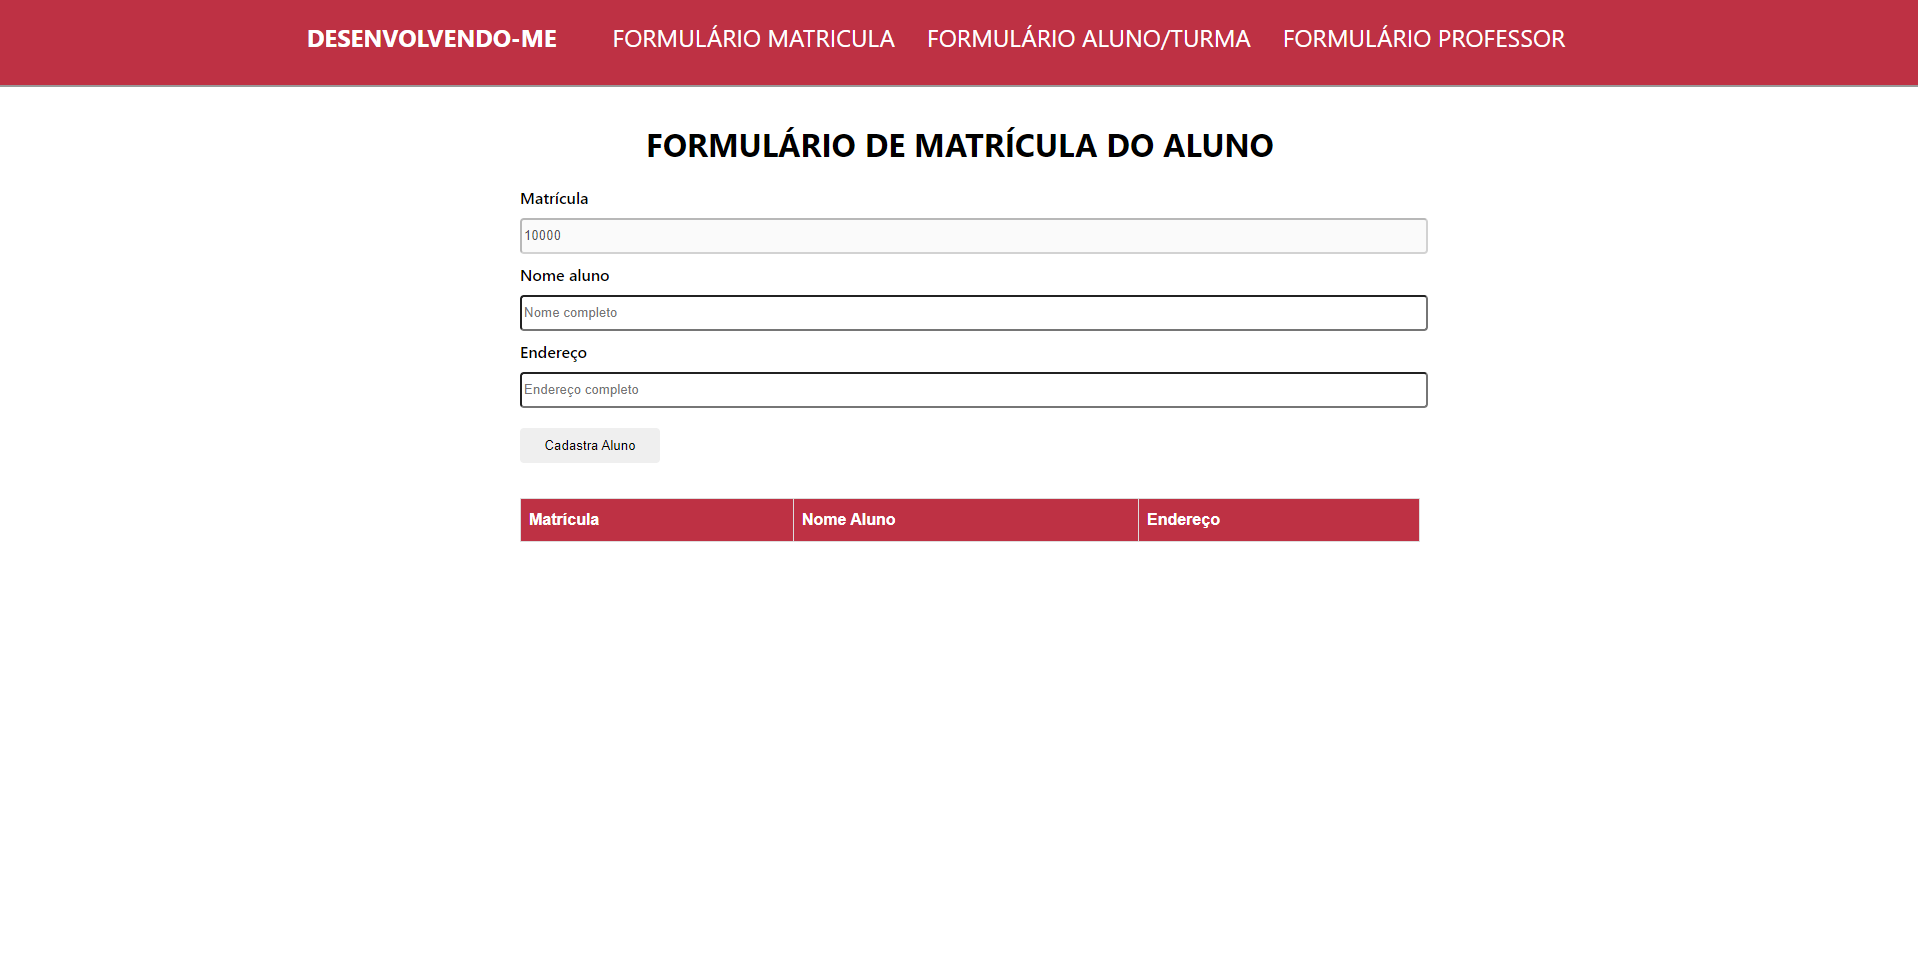 DESENVOLVENDO-ME FORMULÁRIO MATRICULA FORMULÁRIO ALUNO/TURMA FORMULÁRIO PROFESSOR
FORMULÁRIO DE MATRÍCULA DO ALUNO
Matrícula
10000
Nome aluno
Nome completo
Endereço
Endereço completo
Cadastra Aluno
Matrícula Nome Aluno Endereço